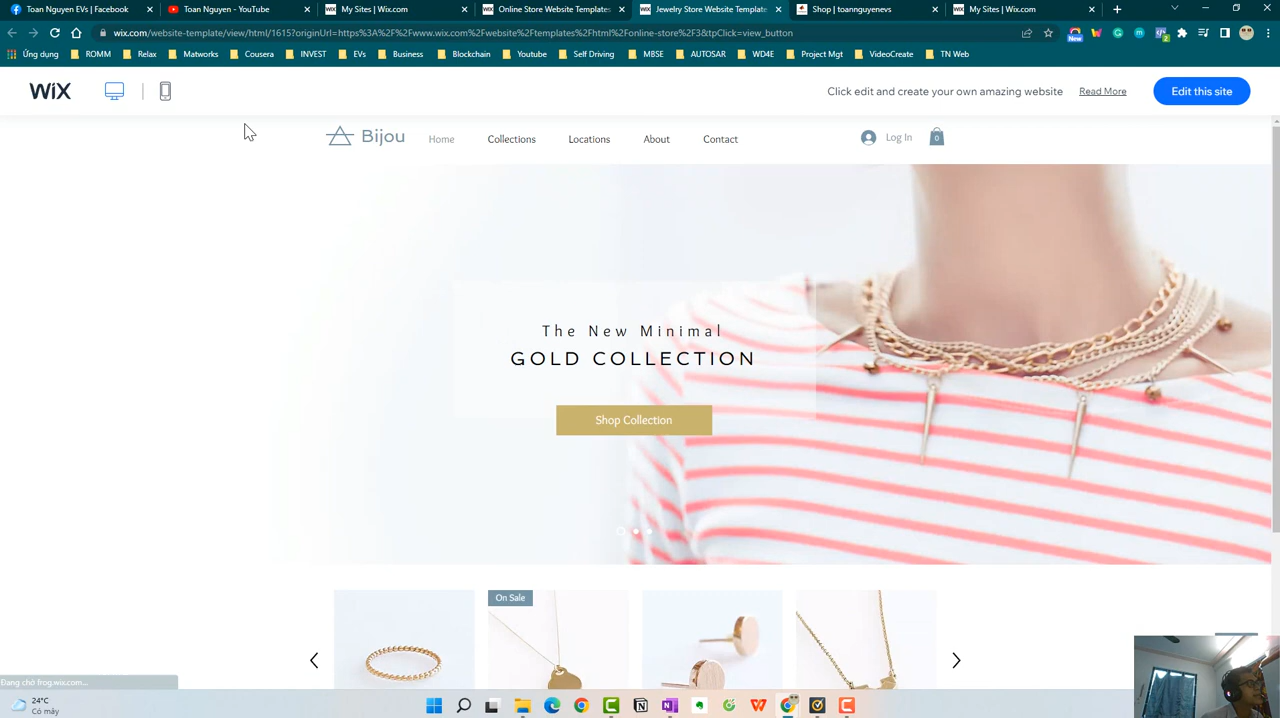 Toan Nguyen EVs | Facebook
Toan Nguyen - YouTube
My Sites | Wix.com
Online Store Website Templates
Jewelry Store Website Template
Shop | toannguyenevs
My Sites | Wix.com
wix.com/website-template/view/html/1615?originUrl=https%3A%2F%2Fwww.wix.com%2Fwebsite%2Ftemplates%2Fhtml%2Fonline-store%2F3&tpClick=view_button
Ứng dụng ROMM Relax Matworks Cousera INVEST EVs Business Blockchain Youtube Self Driving MBSE AUTOSAR WD4E Project Mgt VideoCreate TN Web
WiX
Click edit and create your own amazing website Read More Edit this site
Bijou Home Collections Locations About Contact Log In 0
The New Minimal
GOLD COLLECTION
Shop Collection
On Sale
Đang chờ frog.wix.com...
24°C
Có mây